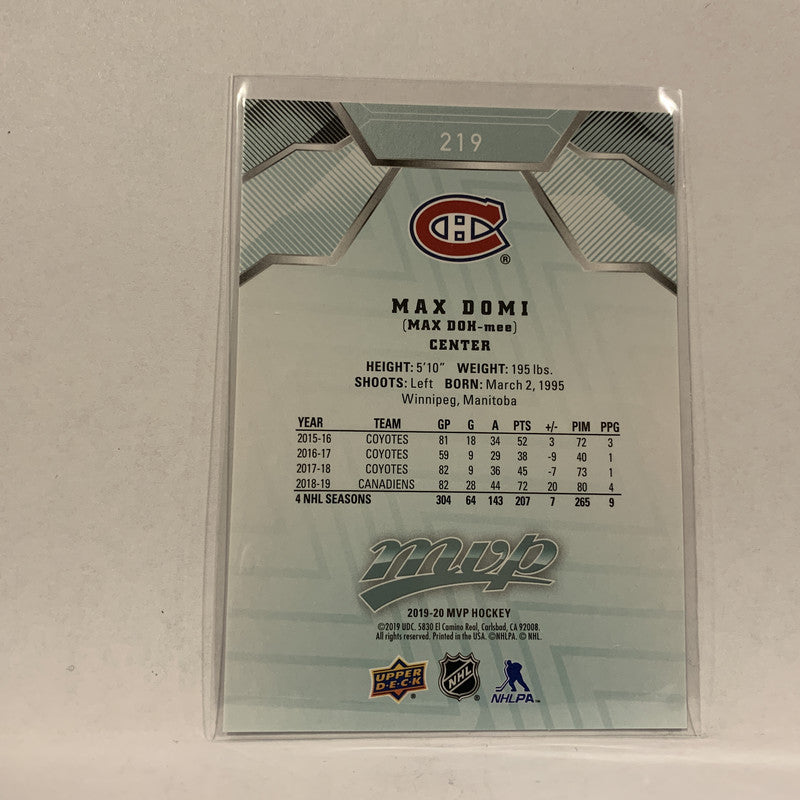 219
CH ®
MAX DOMI
(MAX DOH-mee)
CENTER
HEIGHT: 5'10" WEIGHT: 195 lbs.
SHOOTS: Left BORN: March 2, 1995
Winnipeg, Manitoba
YEAR TEAM GP G A PTS +/- PIM PPG
2015-16 COYOTES 81 18 34 52 3 72 3
2016-17 COYOTES 59 9 29 38 -9 40 1
2017-18 COYOTES 82 9 36 45 -7 73 1
2018-19 CANADIENS 82 28 44 72 20 80 4
4 NHL SEASONS 304 64 143 207 7 265 9
mvp
2019-20 MVP HOCKEY
©2019 UDC. 5830 El Camino Real, Carlsbad, CA 92008.
All rights reserved. Printed in the USA. ©NHLPA. © NHL.
UPPER DECK ® NHL ® NHLPA™